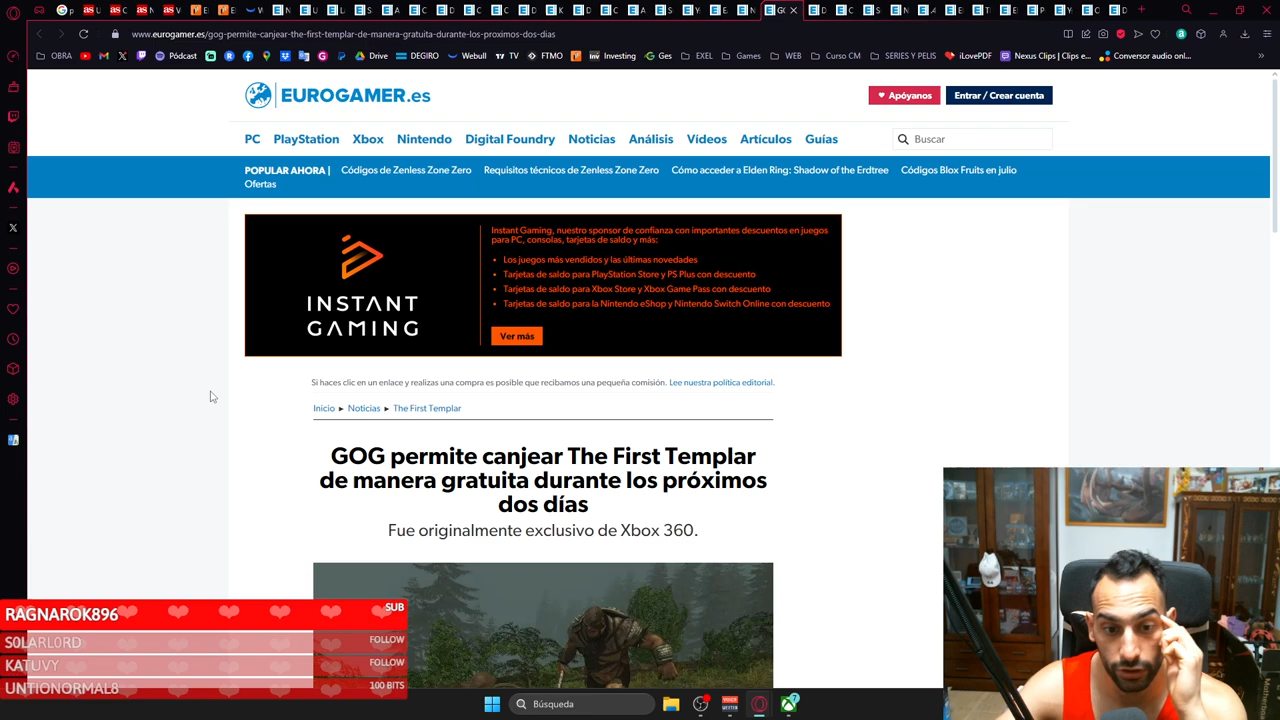 www.eurogamer.es/gog-permite-canjear-the-first-templar-de-manera-gratuita-durante-los-proximos-dos-dias
OBRA
Pódcast
Drive
DEGIRO
Webull
TV
FTMO
Investing
Ges
EXEL
Games
WEB
Curso CM
SERIES Y PELIS
iLovePDF
Nexus Clips | Clips e...
Conversor audio onl...
EUROGAMER.es
Apóyanos
Entrar / Crear cuenta
PC PlayStation Xbox Nintendo Digital Foundry Noticias Análisis Vídeos Artículos Guías
Buscar
POPULAR AHORA | Códigos de Zenless Zone Zero Requisitos técnicos de Zenless Zone Zero Cómo acceder a Elden Ring: Shadow of the Erdtree Códigos Blox Fruits en julio
Ofertas
INSTANT
GAMING
Instant Gaming, nuestro sponsor de confianza con importantes descuentos en juegos
para PC, consolas, tarjetas de saldo y más:
• Los juegos más vendidos y las últimas novedades
• Tarjetas de saldo para PlayStation Store y PS Plus con descuento
• Tarjetas de saldo para Xbox Store y Xbox Game Pass con descuento
• Tarjetas de saldo para la Nintendo eShop y Nintendo Switch Online con descuento
Ver más
Si haces clic en un enlace y realizas una compra es posible que recibamos una pequeña comisión. Lee nuestra política editorial.
Inicio ► Noticias ► The First Templar
GOG permite canjear The First Templar
de manera gratuita durante los próximos
dos días
Fue originalmente exclusivo de Xbox 360.
RAGNAROK896 SUB
S0LARL0RD FOLLOW
KATUVY FOLLOW
UNTIONORMAL8 100 BITS
Búsqueda